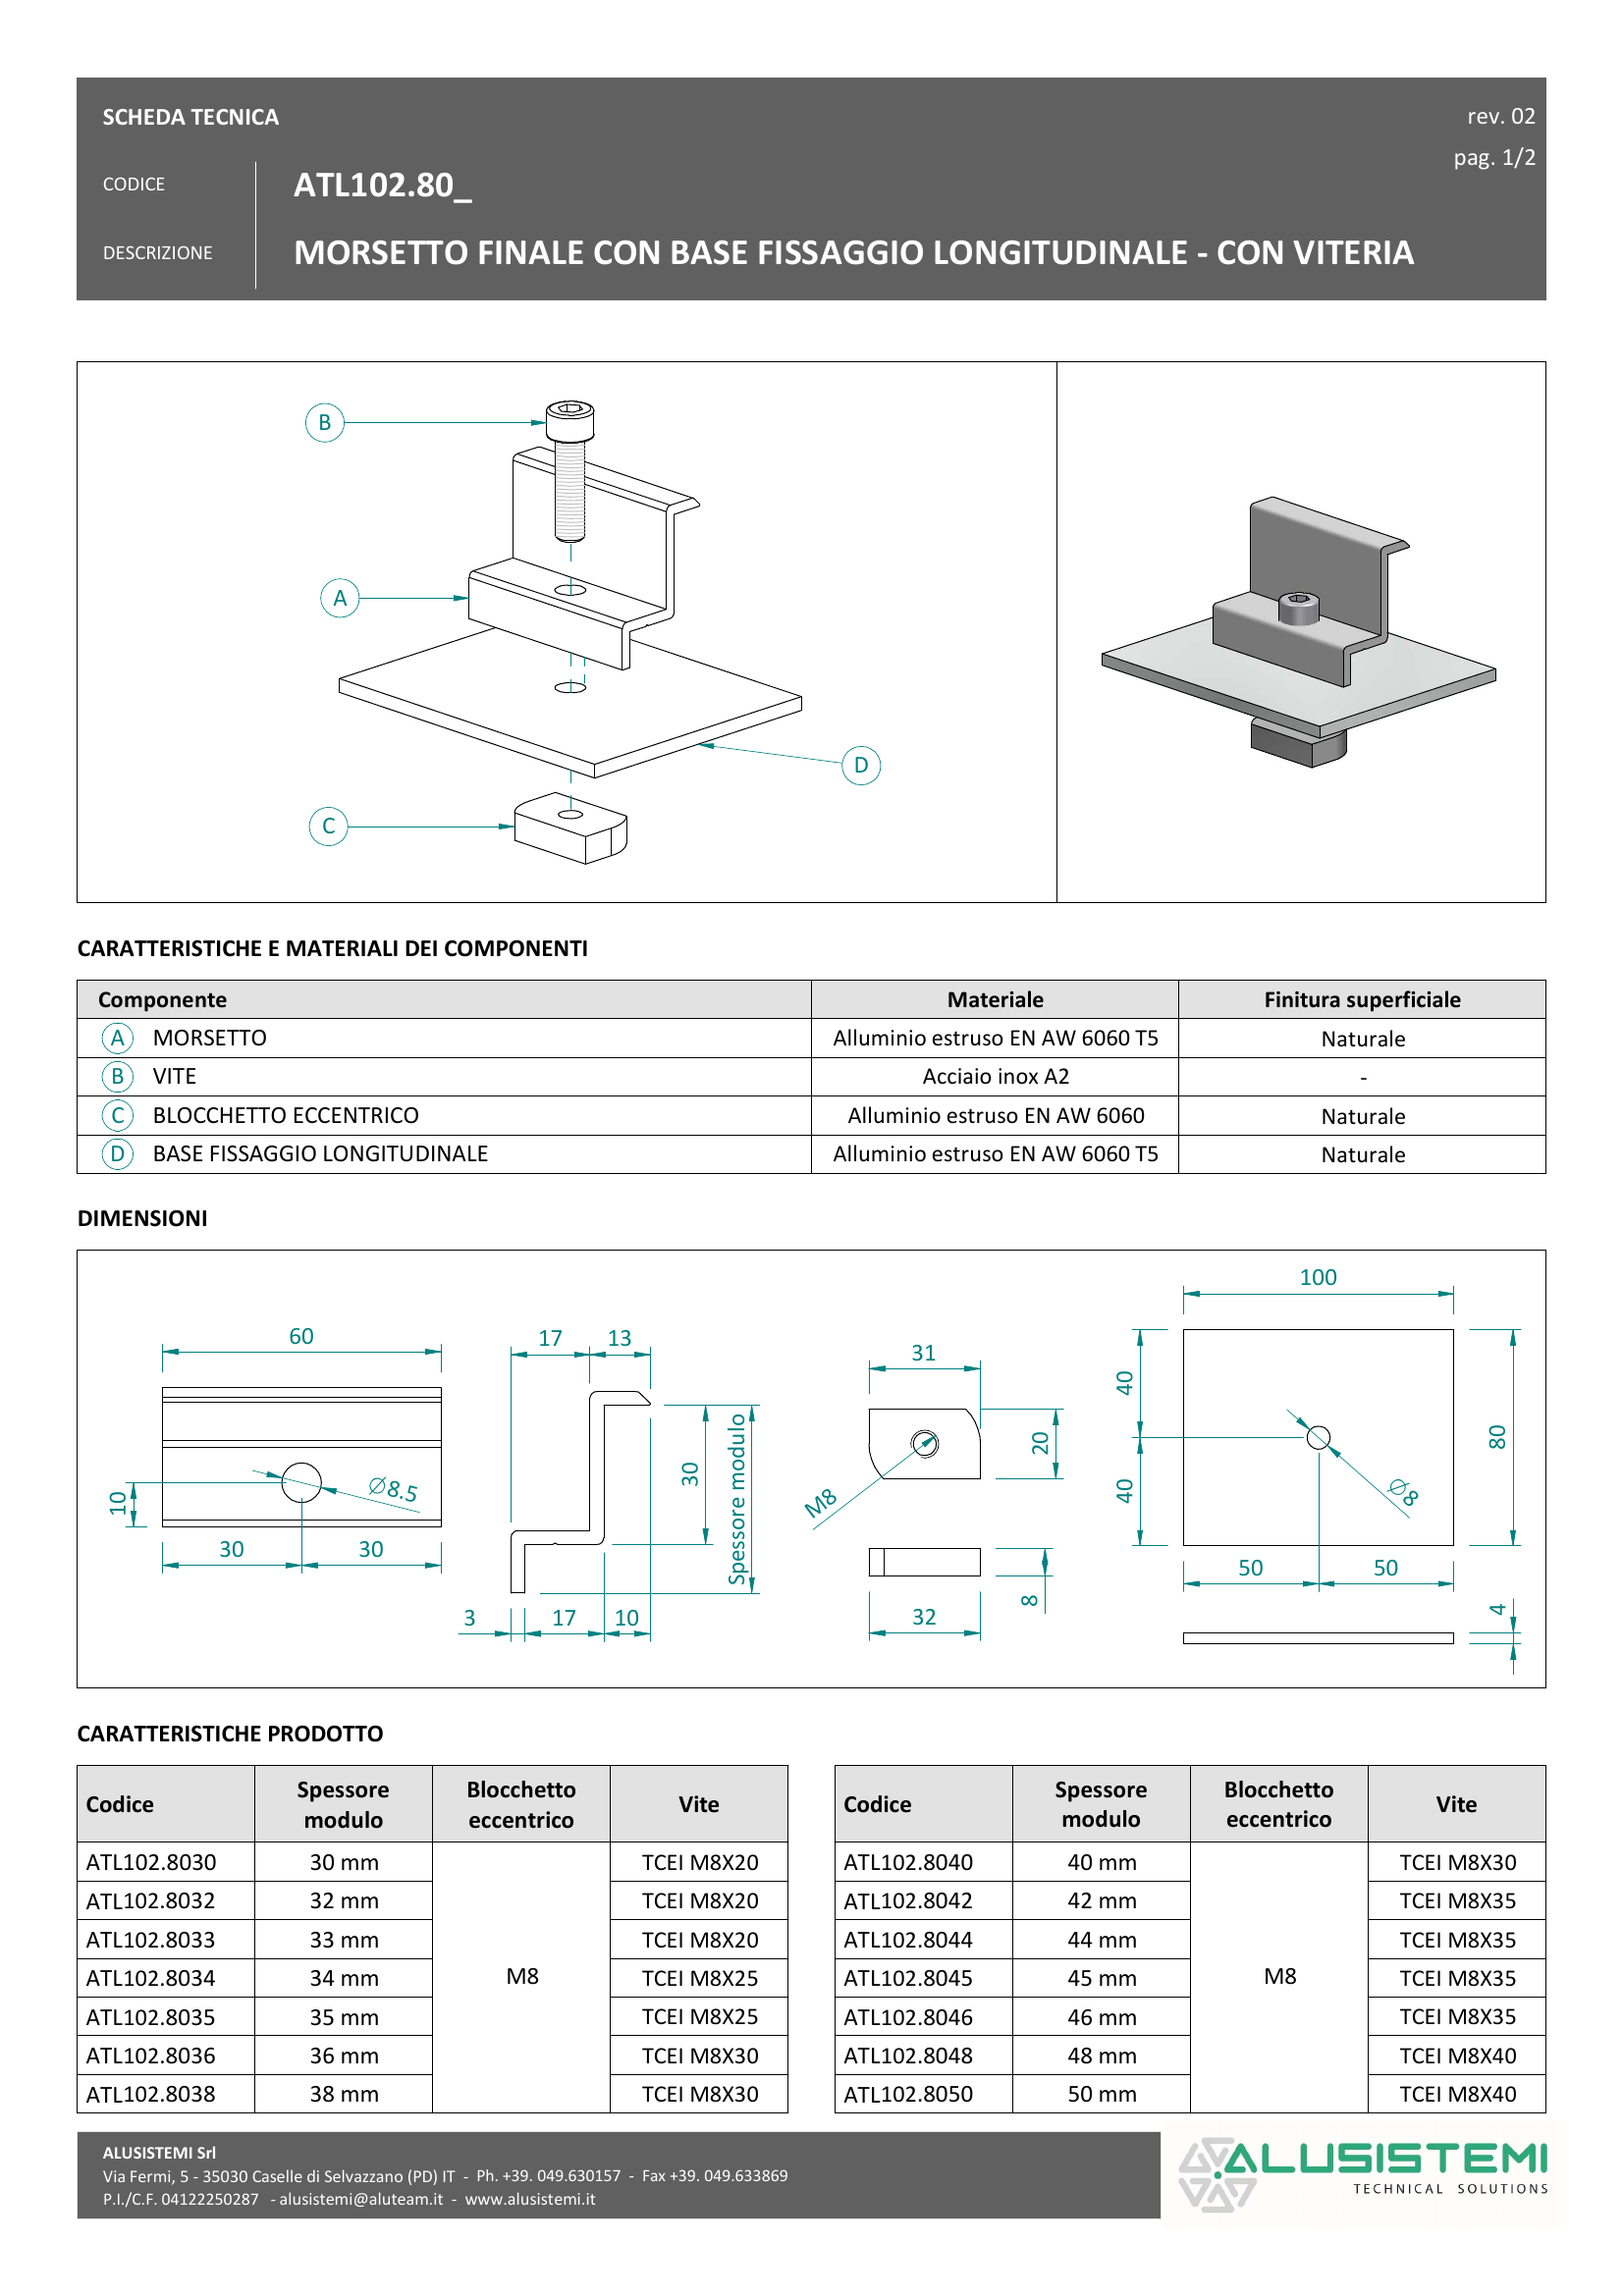 SCHEDA TECNICA
rev. 02
pag. 1/2
CODICE
ATL102.80_
DESCRIZIONE
MORSETTO FINALE CON BASE FISSAGGIO LONGITUDINALE - CON VITERIA
B
A
D
C
CARATTERISTICHE E MATERIALI DEI COMPONENTI
Componente Materiale Finitura superficiale
A MORSETTO Alluminio estruso EN AW 6060 T5 Naturale
B VITE Acciaio inox A2 -
C BLOCCHETTO ECCENTRICO Alluminio estruso EN AW 6060 Naturale
D BASE FISSAGGIO LONGITUDINALE Alluminio estruso EN AW 6060 T5 Naturale
DIMENSIONI
60
10
Ø8.5
30 30
17 13
30
Spessore modulo
3 17 10
31
20
M8
8
32
100
40
40
80
Ø8
50 50
4
CARATTERISTICHE PRODOTTO
Codice Spessore modulo Blocchetto eccentrico Vite
ATL102.8030 30 mm TCEI M8X20
ATL102.8032 32 mm TCEI M8X20
ATL102.8033 33 mm TCEI M8X20
ATL102.8034 34 mm M8 TCEI M8X25
ATL102.8035 35 mm TCEI M8X25
ATL102.8036 36 mm TCEI M8X30
ATL102.8038 38 mm TCEI M8X30
Codice Spessore modulo Blocchetto eccentrico Vite
ATL102.8040 40 mm TCEI M8X30
ATL102.8042 42 mm TCEI M8X35
ATL102.8044 44 mm TCEI M8X35
ATL102.8045 45 mm M8 TCEI M8X35
ATL102.8046 46 mm TCEI M8X35
ATL102.8048 48 mm TCEI M8X40
ATL102.8050 50 mm TCEI M8X40
ALUSISTEMI Srl
Via Fermi, 5 - 35030 Caselle di Selvazzano (PD) IT - Ph. +39. 049.630157 - Fax +39. 049.633869
P.I./C.F. 04122250287 - alusistemi@aluteam.it - www.alusistemi.it
ALUSISTEMI
TECHNICAL SOLUTIONS